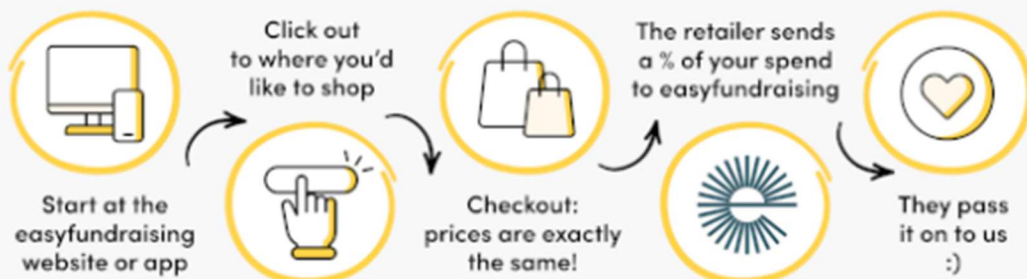 Start at the
easyfundraising
website or app
Click out
to where you'd
like to shop
Checkout:
prices are exactly
the same!
The retailer sends
a % of your spend
to easyfundraising
They pass
it on to us
:)